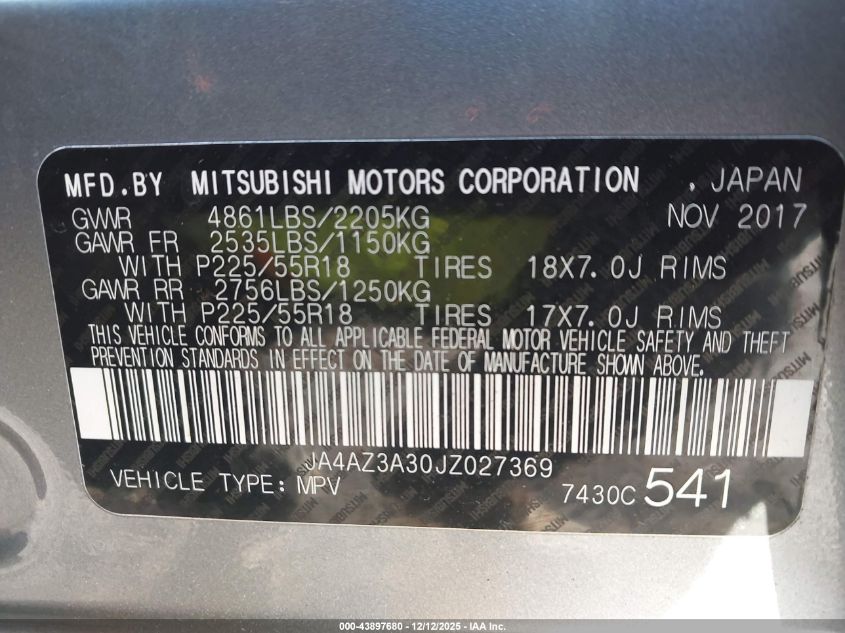 MFD.BY MITSUBISHI MOTORS CORPORATION . JAPAN
GVWR 4861LBS/2205KG NOV 2017
GAWR FR 2535LBS/1150KG
WITH P225/55R18 TIRES 18X7.0J RIMS
GAWR RR 2756LBS/1250KG
WITH P225/55R18 TIRES 17X7.0J RIMS
THIS VEHICLE CONFORMS TO ALL APPLICABLE FEDERAL MOTOR VEHICLE SAFETY AND THEFT
PREVENTION STANDARDS IN EFFECT ON THE DATE OF MANUFACTURE SHOWN ABOVE.
JA4AZ3A30JZ027369
VEHICLE TYPE: MPV 7430C 541
000-43897680 - 12/12/2025 - IAA Inc.